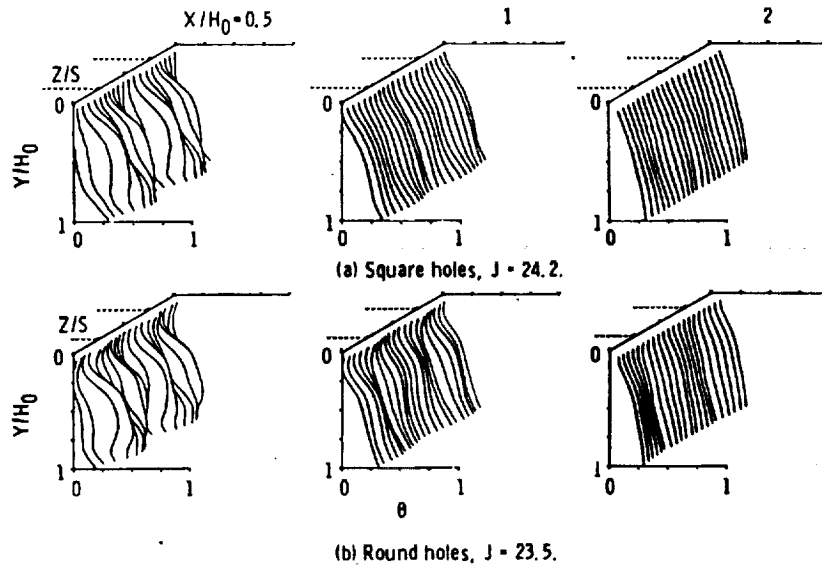 X/H0 = 0.5 1 2
Z/S
0
Y/H0
1
0 1
0
1
0 1
0
1
0 1
(a) Square holes, J = 24.2.
Z/S
0
Y/H0
1
0 1
0
1
0 1
0
1
0 1
θ
(b) Round holes, J = 23.5.